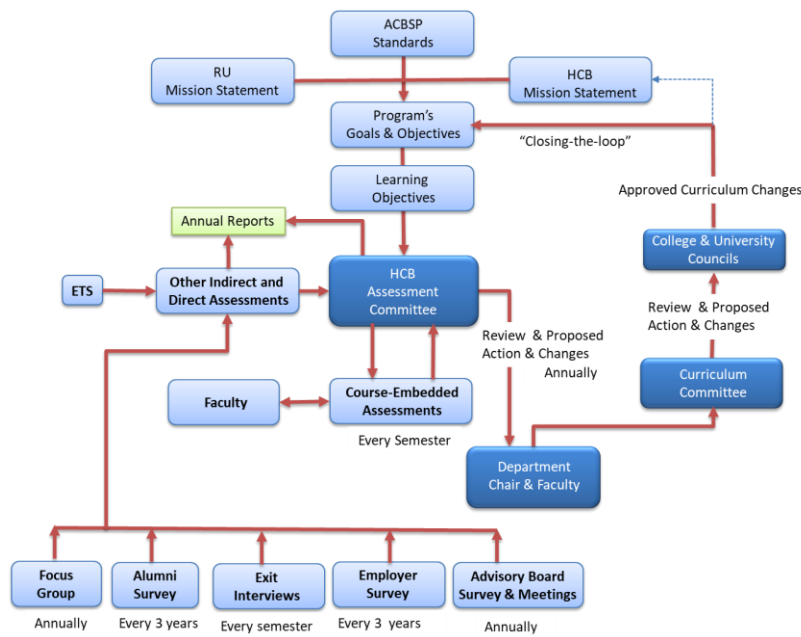 ACBSP
Standards
RU
Mission Statement
HCB
Mission Statement
Program's
Goals & Objectives
"Closing-the-loop"
Learning
Objectives
Approved Curriculum Changes
Annual Reports
College & University
Councils
ETS
Other Indirect and
Direct Assessments
HCB
Assessment
Committee
Review & Proposed
Action & Changes
Review & Proposed
Action & Changes
Annually
Curriculum
Committee
Faculty
Course-Embedded
Assessments
Every Semester
Department
Chair & Faculty
Focus
Group
Alumni
Survey
Exit
Interviews
Employer
Survey
Advisory Board
Survey & Meetings
Annually
Every 3 years
Every semester
Every 3 years
Annually